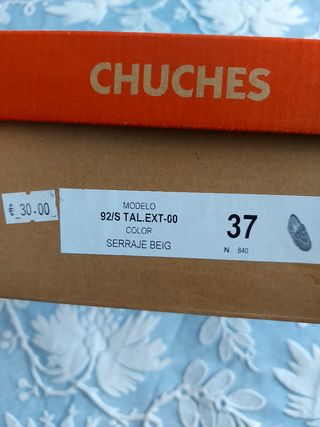 CHUCHES
€ 30.00
MODELO
92/S TAL.EXT-00
COLOR
SERRAJE BEIG
37
N. 840